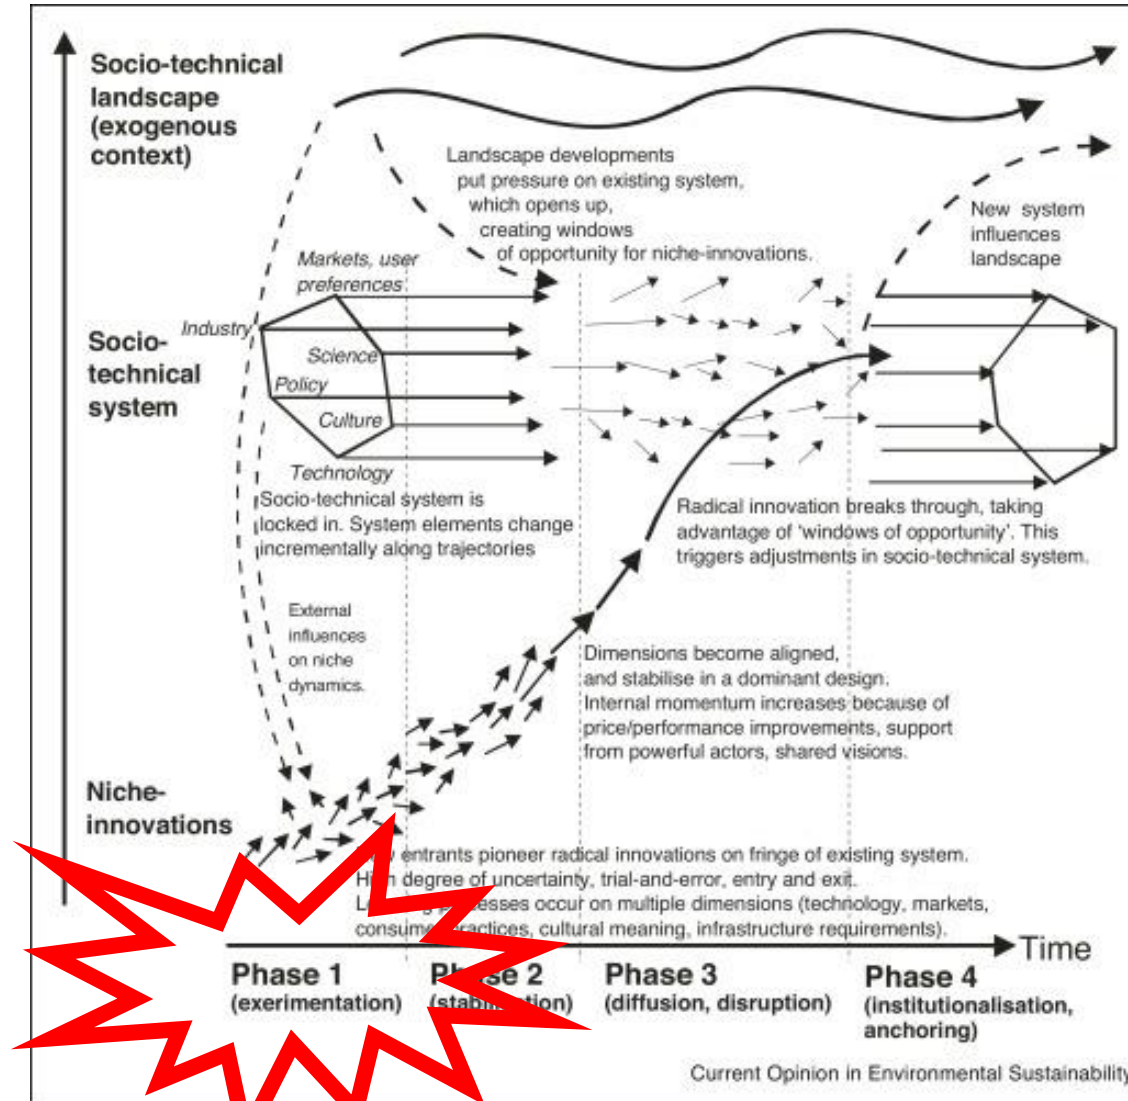 Socio-technical
landscape
(exogenous
context)
Landscape developments
put pressure on existing system,
which opens up,
creating windows
of opportunity for niche-innovations.
New system
influences
landscape
Markets, user
preferences
Industry
Science
Policy
Culture
Technology
Socio-
technical
system
Socio-technical system is
locked in. System elements change
incrementally along trajectories
Radical innovation breaks through, taking
advantage of 'windows of opportunity'. This
triggers adjustments in socio-technical system.
External
influences
on niche
dynamics.
Dimensions become aligned,
and stabilise in a dominant design.
Internal momentum increases because of
price/performance improvements, support
from powerful actors, shared visions.
Niche-
innovations
entrants pioneer radical innovations on fringe of existing system.
High degree of uncertainty, trial-and-error, entry and exit.
processes occur on multiple dimensions (technology, markets,
consumer practices, cultural meaning, infrastructure requirements).
Time
Phase 1
(exerimentation)
Phase 2
(stabilisation)
Phase 3
(diffusion, disruption)
Phase 4
(institutionalisation,
anchoring)
Current Opinion in Environmental Sustainability